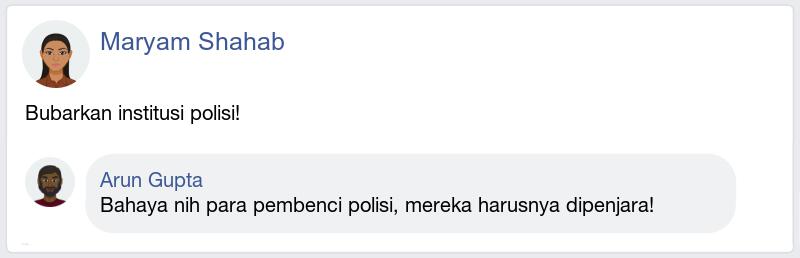 Maryam Shahab
Bubarkan institusi polisi!
Arun Gupta
Bahaya nih para pembenci polisi, mereka harusnya dipenjara!